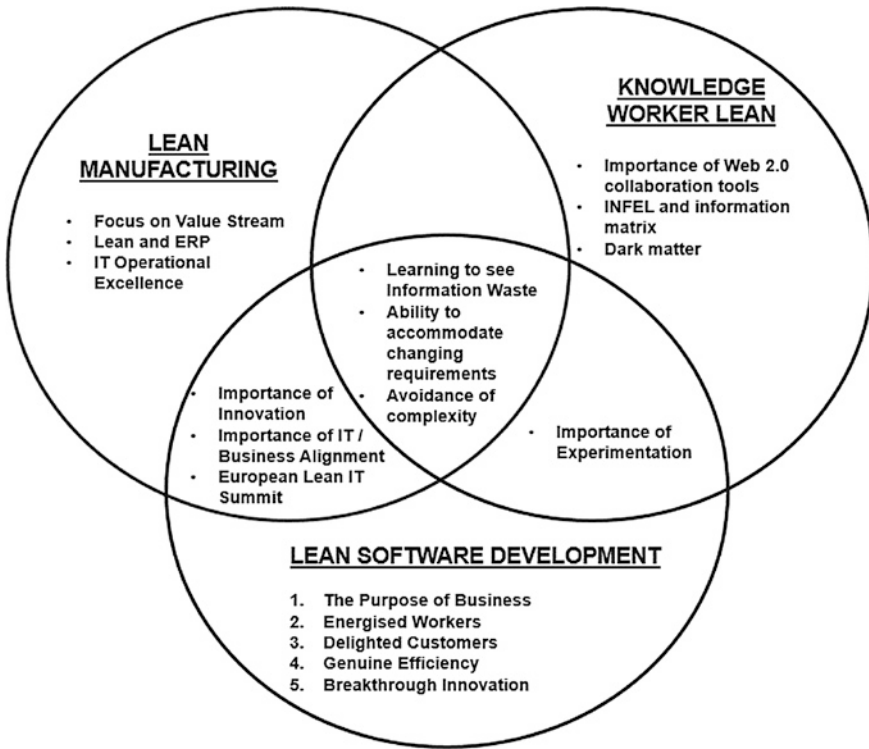 LEAN
MANUFACTURING
• Focus on Value Stream
• Lean and ERP
• IT Operational
Excellence
KNOWLEDGE
WORKER LEAN
• Importance of Web 2.0
collaboration tools
• INFEL and information
matrix
• Dark matter
• Learning to see
Information Waste
• Ability to
accommodate
changing
requirements
• Avoidance of
complexity
• Importance of
Innovation
• Importance of IT /
Business Alignment
• European Lean IT
Summit
• Importance of
Experimentation
LEAN SOFTWARE DEVELOPMENT
1. The Purpose of Business
2. Energised Workers
3. Delighted Customers
4. Genuine Efficiency
5. Breakthrough Innovation